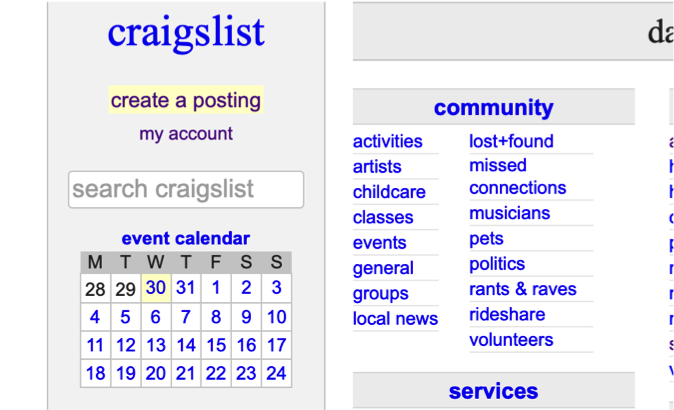 craigslist
create a posting
my account
search craigslist
event calendar
M T W T F S S
28 29 30 31 1 2 3
4 5 6 7 8 9 10
11 12 13 14 15 16 17
18 19 20 21 22 23 24
da
community
activities
artists
childcare
classes
events
general
groups
local news
lost+found
missed
connections
musicians
pets
politics
rants & raves
rideshare
volunteers
services